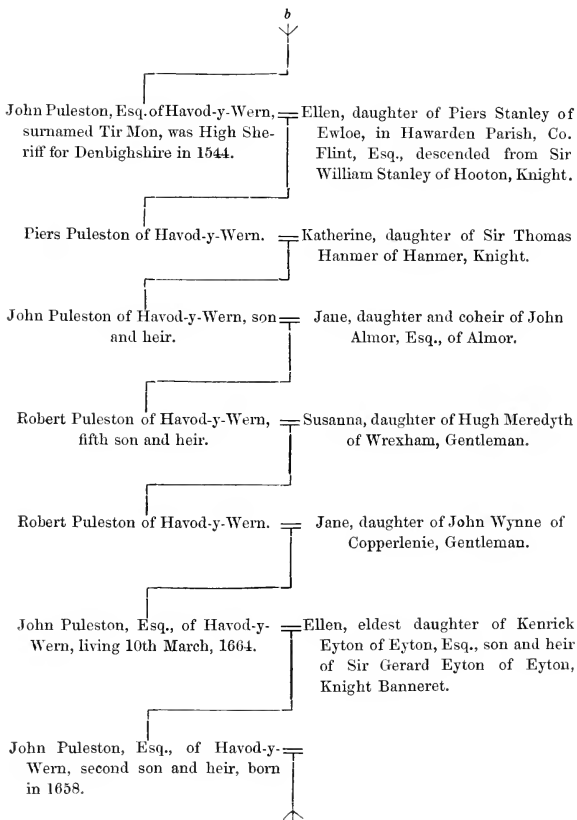 b
John Puleston, Esq. of Havod-y-Wern,
surnamed Tir Mon, was High She-
riff for Denbighshire in 1544.
Ellen, daughter of Piers Stanley of
Ewloe, in Hawarden Parish, Co.
Flint, Esq., descended from Sir
William Stanley of Hooton, Knight.
Piers Puleston of Havod-y-Wern.
Katherine, daughter of Sir Thomas
Hanmer of Hanmer, Knight.
John Puleston of Havod-y-Wern, son
and heir.
Jane, daughter and coheir of John
Almor, Esq., of Almor.
Robert Puleston of Havod-y-Wern,
fifth son and heir.
Susanna, daughter of Hugh Meredyth
of Wrexham, Gentleman.
Robert Puleston of Havod-y-Wern.
Jane, daughter of John Wynne of
Copperlenie, Gentleman.
John Puleston, Esq., of Havod-y-
Wern, living 10th March, 1664.
Ellen, eldest daughter of Kenrick
Eyton of Eyton, Esq., son and heir
of Sir Gerard Eyton of Eyton,
Knight Banneret.
John Puleston, Esq., of Havod-y-
Wern, second son and heir, born
in 1658.